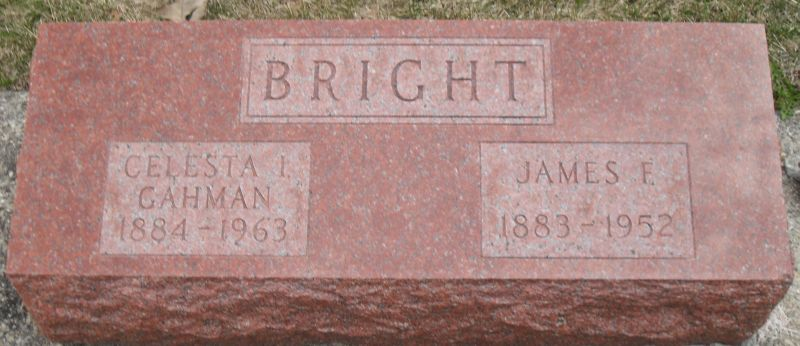 BRIGHT
CELESTA I.
GAHMAN
1884-1963
JAMES F.
1883-1952